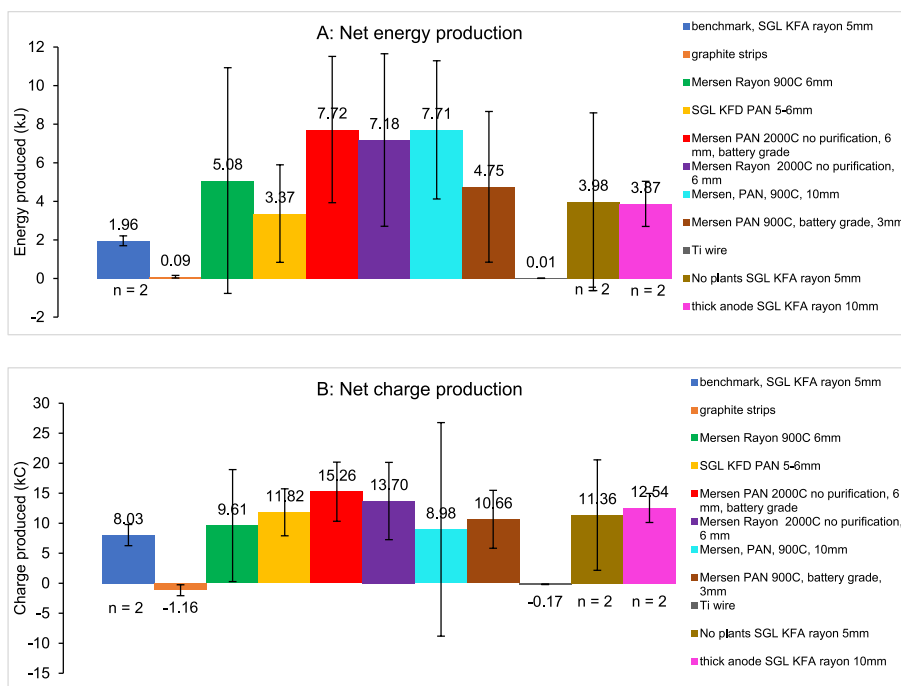 A: Net energy production
Energy produced (kJ)
12
10
8
6
4
2
0
-2
1.96
0.09
5.08
3.37
7.72
7.18
7.71
4.75
0.01
3.98
3.87
n = 2
n = 2
n = 2
benchmark, SGL KFA rayon 5mm
graphite strips
Mersen Rayon 900C 6mm
SGL KFD PAN 5-6mm
Mersen PAN 2000C no purification, 6
mm, battery grade
Mersen Rayon 2000C no purification,
6 mm
Mersen, PAN, 900C, 10mm
Mersen PAN 900C, battery grade, 3mm
Ti wire
No plants SGL KFA rayon 5mm
thick anode SGL KFA rayon 10mm
B: Net charge production
Charge produced (kC)
30
25
20
15
10
5
0
-5
-10
-15
8.03
-1.16
9.61
11.82
15.26
13.70
8.98
10.66
-0.17
11.36
12.54
n = 2
n = 2
n = 2
benchmark, SGL KFA rayon 5mm
graphite strips
Mersen Rayon 900C 6mm
SGL KFD PAN 5-6mm
Mersen PAN 2000C no purification, 6
mm, battery grade
Mersen Rayon 2000C no purification,
6 mm
Mersen, PAN, 900C, 10mm
Mersen PAN 900C, battery grade,
3mm
Ti wire
No plants SGL KFA rayon 5mm
thick anode SGL KFA rayon 10mm